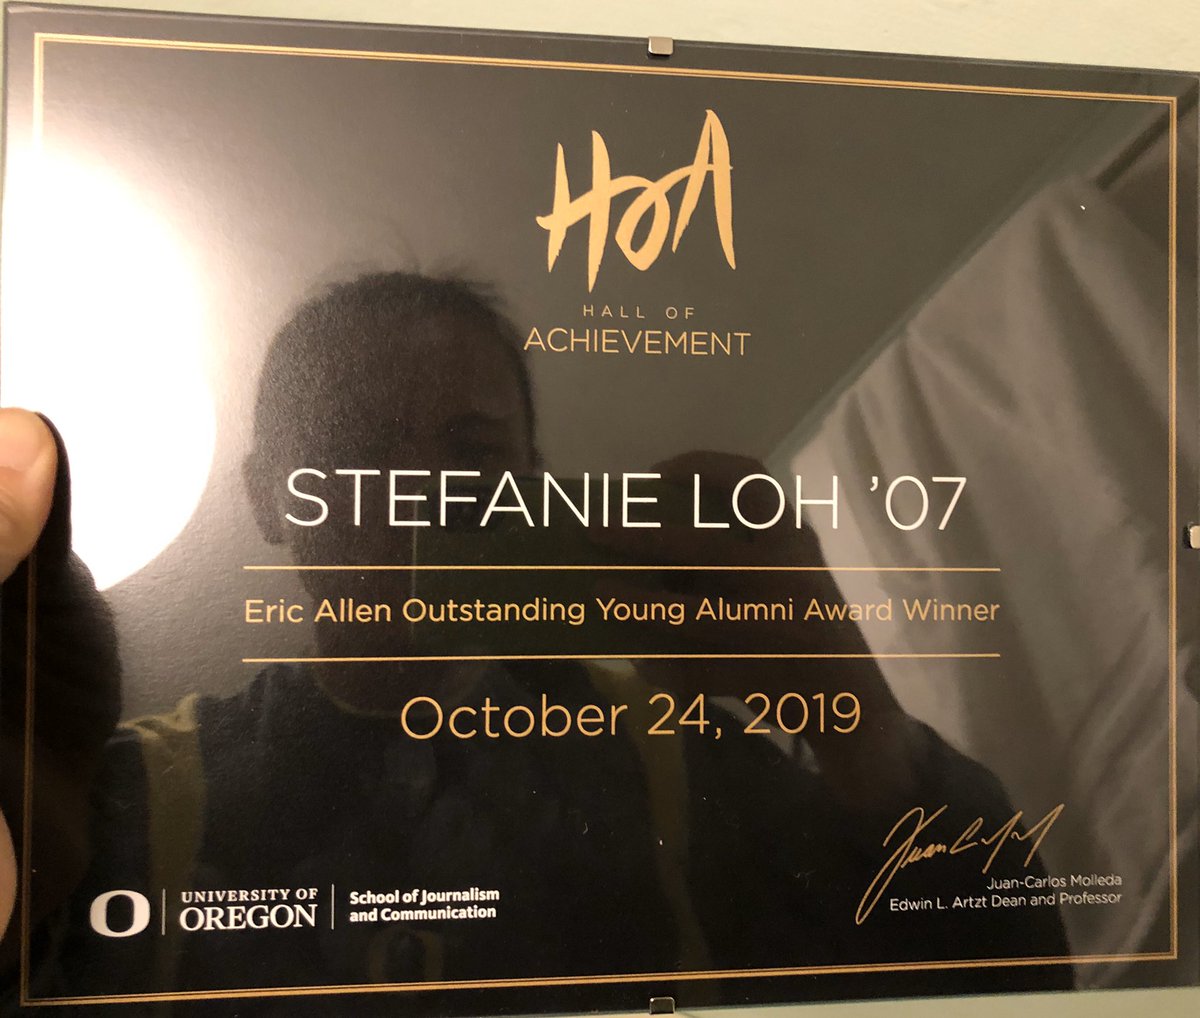 HOA
HALL OF
ACHIEVEMENT
STEFANIE LOH ’07
Eric Allen Outstanding Young Alumni Award Winner
October 24, 2019
Juan-Carlos Molleda
Edwin L. Artzt Dean and Professor
O
UNIVERSITY OF
OREGON
School of Journalism
and Communication